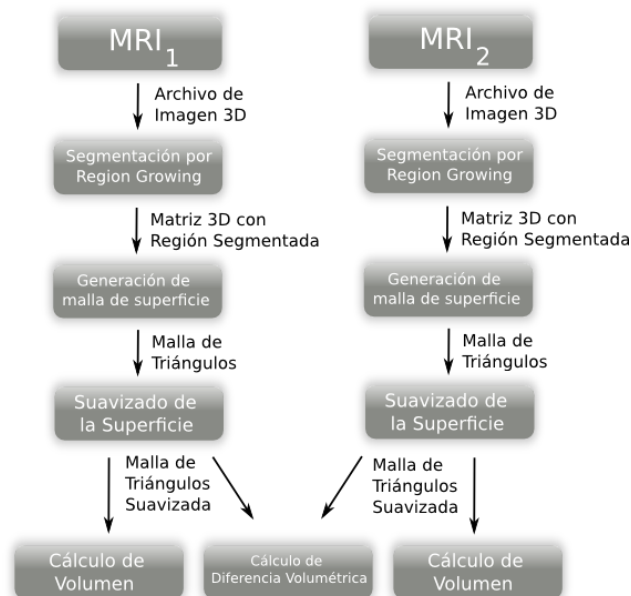 MRI1
MRI2
Archivo de
Imagen 3D
Archivo de
Imagen 3D
Segmentación por
Region Growing
Segmentación por
Region Growing
Matriz 3D con
Región Segmentada
Matriz 3D con
Región Segmentada
Generación de
malla de superficie
Generación de
malla de superficie
Malla de
Triángulos
Malla de
Triángulos
Suavizado de
la Superficie
Suavizado de
la Superficie
Malla de
Triángulos
Suavizada
Malla de
Triángulos
Suavizada
Cálculo de
Volumen
Cálculo de
Diferencia Volumétrica
Cálculo de
Volumen